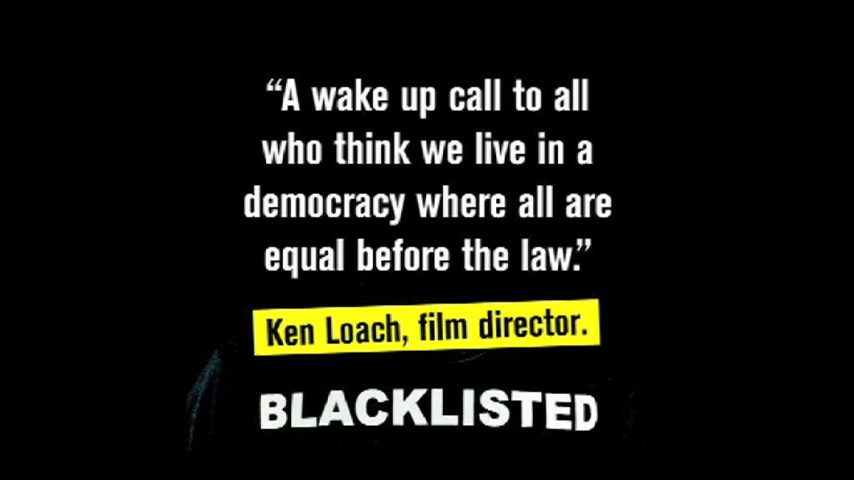 “A wake up call to all
who think we live in a
democracy where all are
equal before the law.”
Ken Loach, film director.
BLACKLISTED